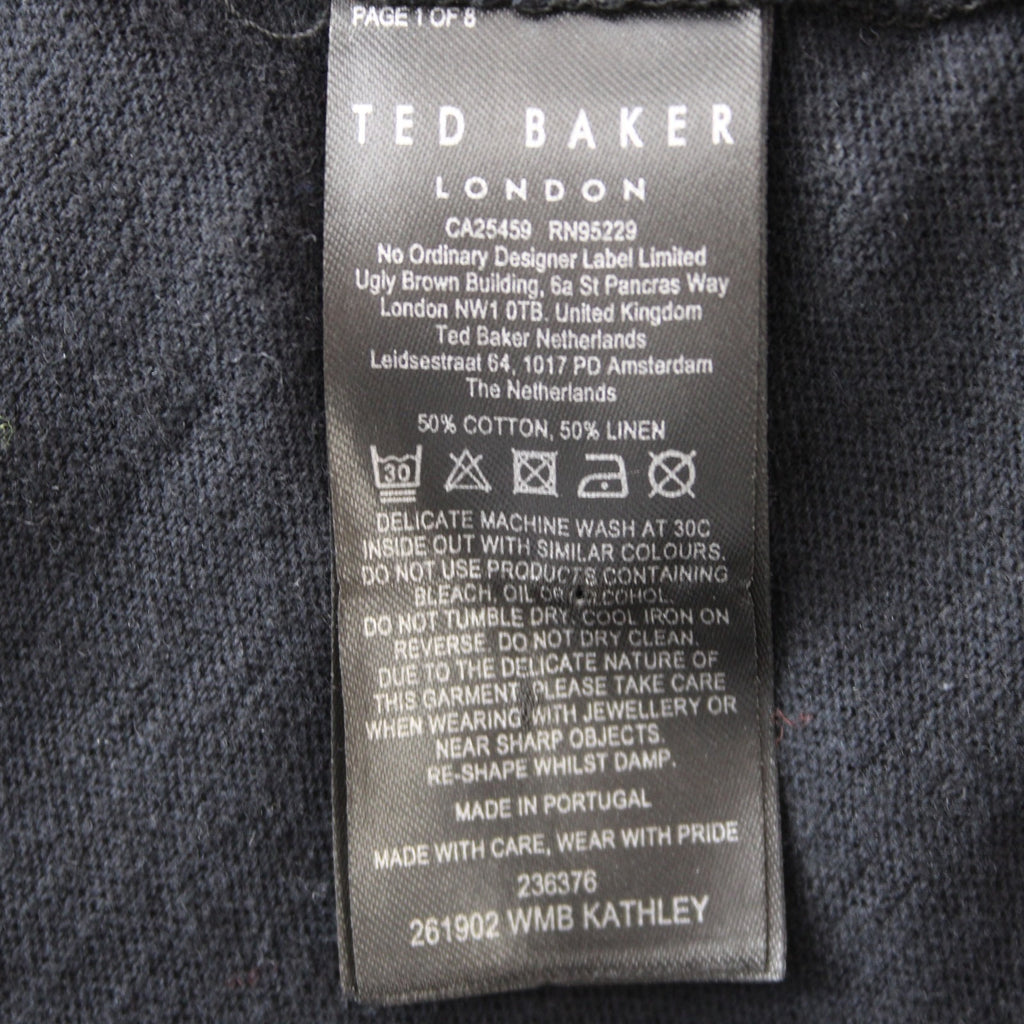 PAGE 1 OF 8
TED BAKER
LONDON
CA25459 RN95229
No Ordinary Designer Label Limited
Ugly Brown Building, 6a St Pancras Way
London NW1 0TB. United Kingdom
Ted Baker Netherlands
Leidsestraat 64, 1017 PD Amsterdam
The Netherlands
50% COTTON, 50% LINEN
30
DELICATE MACHINE WASH AT 30C
INSIDE OUT WITH SIMILAR COLOURS.
DO NOT USE PRODUCTS CONTAINING
BLEACH, OIL OR ALCOHOL.
DO NOT TUMBLE DRY. COOL IRON ON
REVERSE. DO NOT DRY CLEAN.
DUE TO THE DELICATE NATURE OF
THIS GARMENT PLEASE TAKE CARE
WHEN WEARING WITH JEWELLERY OR
NEAR SHARP OBJECTS.
RE-SHAPE WHILST DAMP.
MADE IN PORTUGAL
MADE WITH CARE, WEAR WITH PRIDE
236376
261902 WMB KATHLEY